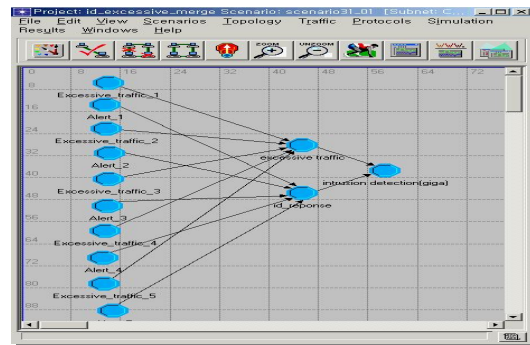 Project: id_excessive_merge Scenario: scenario31_01 [Subnet: C...
File Edit View Scenarios Topology Traffic Protocols Simulation
Results Windows Help
ZOOM UNZOOM
0 8 16 24 32 40 48 56 64 72
8
16
24
32
40
48
56
64
72
80
88
Excessive_traffic_1
Alert_1
Excessive_traffic_2
Alert_2
Excessive_traffic_3
Alert_3
Excessive_traffic_4
Alert_4
Excessive_traffic_5
excessive traffic
id_reponse
intrusion detection(giga)